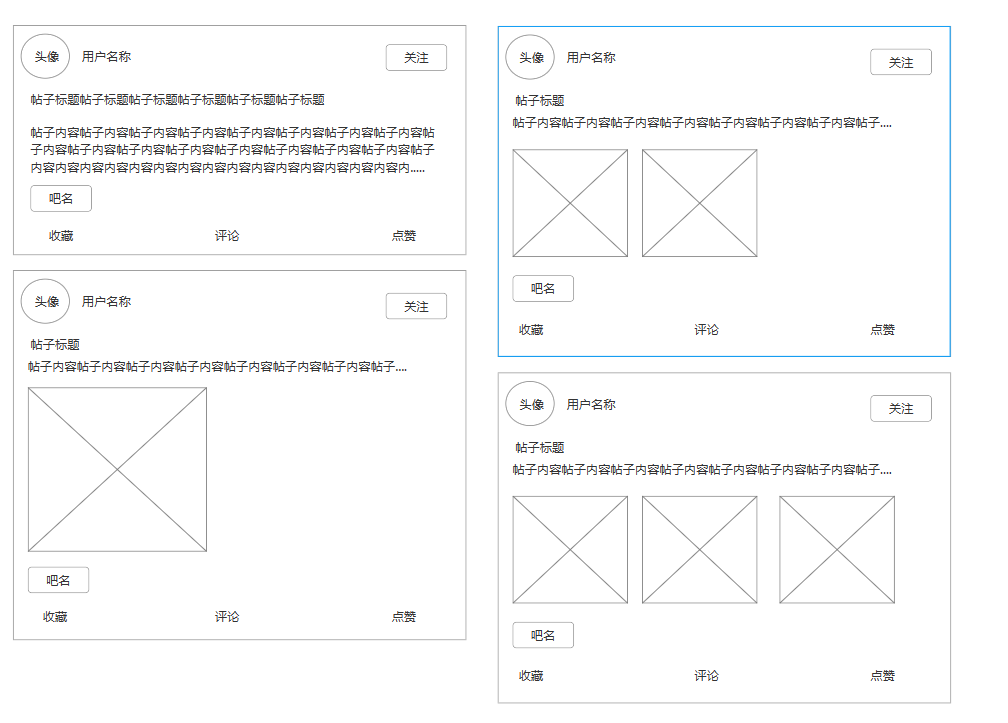 头像
用户名称
关注
帖子标题帖子标题帖子标题帖子标题帖子标题帖子标题
帖子内容帖子内容帖子内容帖子内容帖子内容帖子内容帖子内容帖子内容帖
子内容帖子内容帖子内容帖子内容帖子内容帖子内容帖子内容帖子内容帖子
内容内容内容内容内容内容内容内容内容内容内容内容内容内容内容内.....
吧名
收藏
评论
点赞
头像
用户名称
关注
帖子标题
帖子内容帖子内容帖子内容帖子内容帖子内容帖子内容帖子内容帖子....
吧名
收藏
评论
点赞
头像
用户名称
关注
帖子标题
帖子内容帖子内容帖子内容帖子内容帖子内容帖子内容帖子内容帖子....
吧名
收藏
评论
点赞
头像
用户名称
关注
帖子标题
帖子内容帖子内容帖子内容帖子内容帖子内容帖子内容帖子内容帖子....
吧名
收藏
评论
点赞